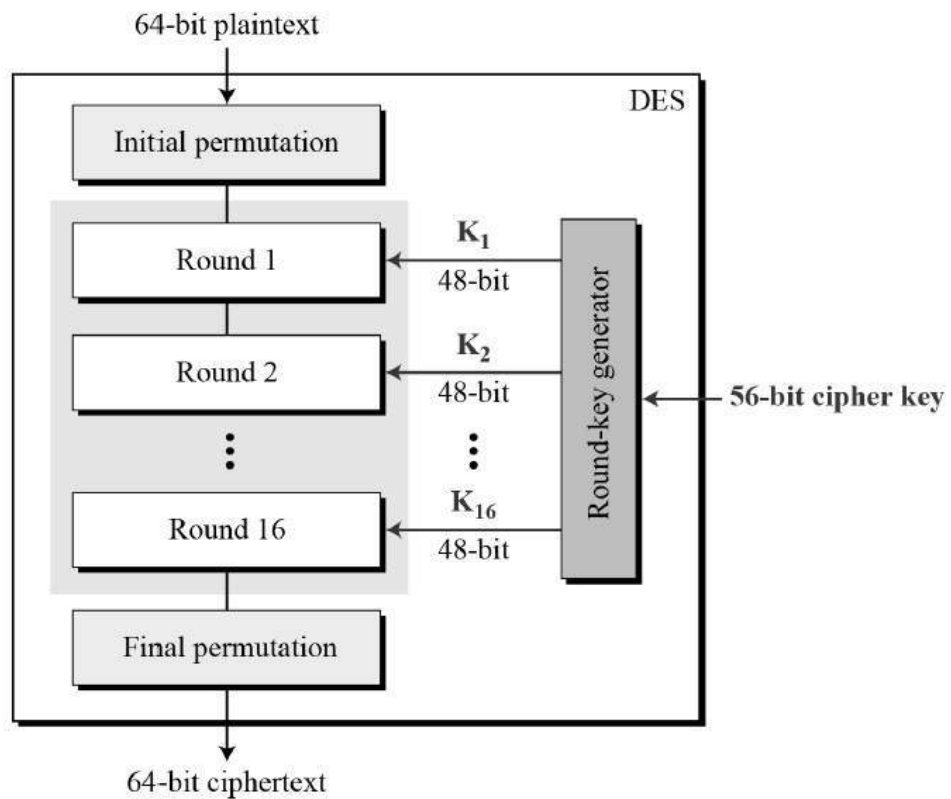 64-bit plaintext
DES
Initial permutation
Round 1
K₁
48-bit
Round 2
K₂
48-bit
Round-key generator
56-bit cipher key
Round 16
K₁₆
48-bit
Final permutation
64-bit ciphertext